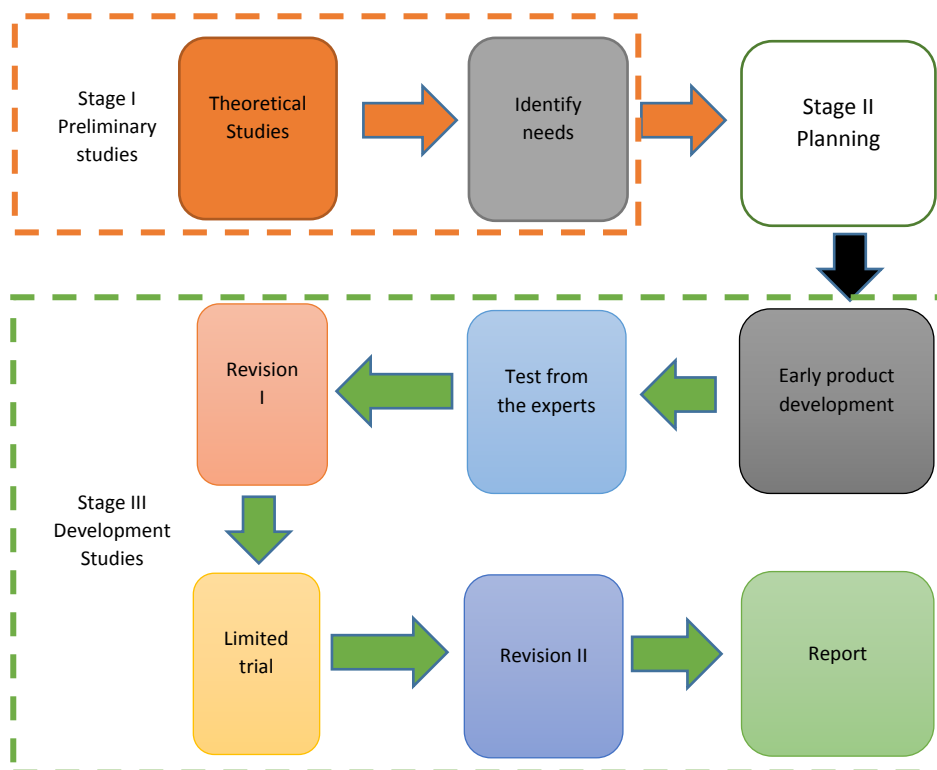 Stage I
Preliminary
studies
Theoretical
Studies
Identify
needs
Stage II
Planning
Revision
I
Test from
the experts
Early product
development
Stage III
Development
Studies
Limited
trial
Revision II
Report